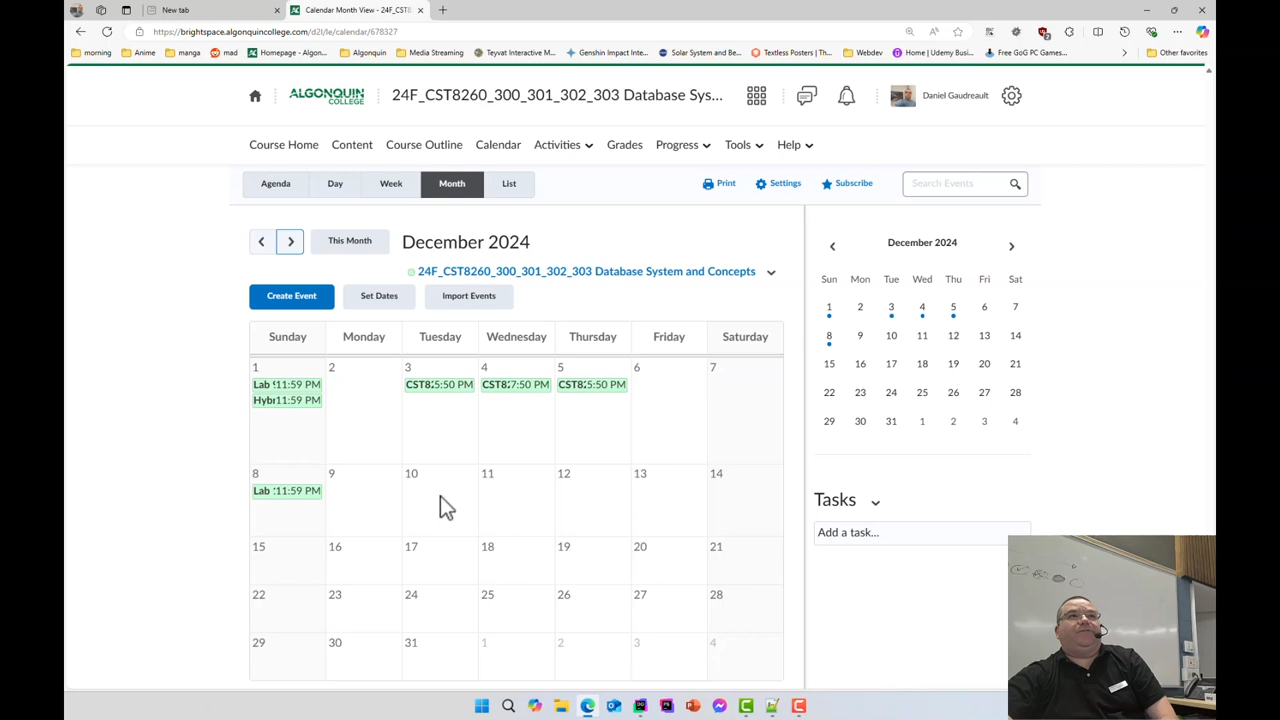 New tab
Calendar Month View - 24F_CST8
https://brightspace.algonquincollege.com/d2l/le/calendar/678327
morning
Anime
manga
mad
Homepage - Algon...
Algonquin
Media Streaming
Teyvat Interactive M...
Genshin Impact Inte...
Solar System and Be...
Textless Posters | Th...
Webdev
Home | Udemy Busi...
Free GoG PC Games...
Other favorites
ALGONQUIN
COLLEGE
24F_CST8260_300_301_302_303 Database Sys...
Daniel Gaudreault
Course Home
Content
Course Outline
Calendar
Activities
Grades
Progress
Tools
Help
Agenda
Day
Week
Month
List
Print
Settings
Subscribe
Search Events
This Month
December 2024
24F_CST8260_300_301_302_303 Database System and Concepts
Create Event
Set Dates
Import Events
Sunday Monday Tuesday Wednesday Thursday Friday Saturday
1 2 3 4 5 6 7
Lab 11:59 PM CST8 5:50 PM CST8 7:50 PM CST8 5:50 PM
Hybr 11:59 PM
8 9 10 11 12 13 14
Lab 11:59 PM
15 16 17 18 19 20 21
22 23 24 25 26 27 28
29 30 31 1 2 3 4
December 2024
Sun Mon Tue Wed Thu Fri Sat
1 2 3 4 5 6 7
8 9 10 11 12 13 14
15 16 17 18 19 20 21
22 23 24 25 26 27 28
29 30 31 1 2 3 4
Tasks
Add a task...